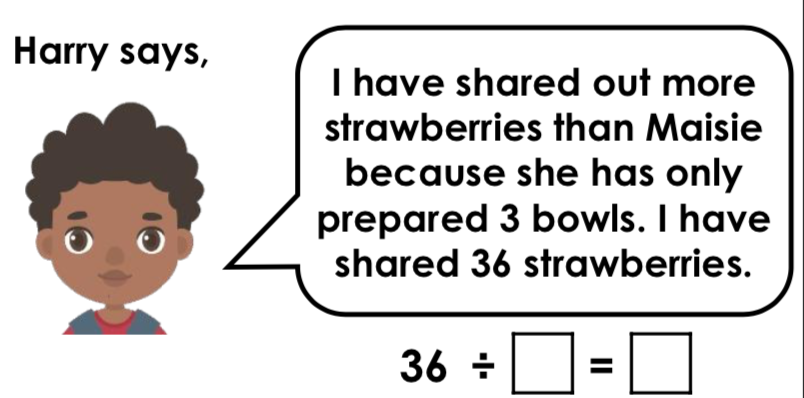 Harry says,
I have shared out more
strawberries than Maisie
because she has only
prepared 3 bowls. I have
shared 36 strawberries.
36 ÷ □ = □